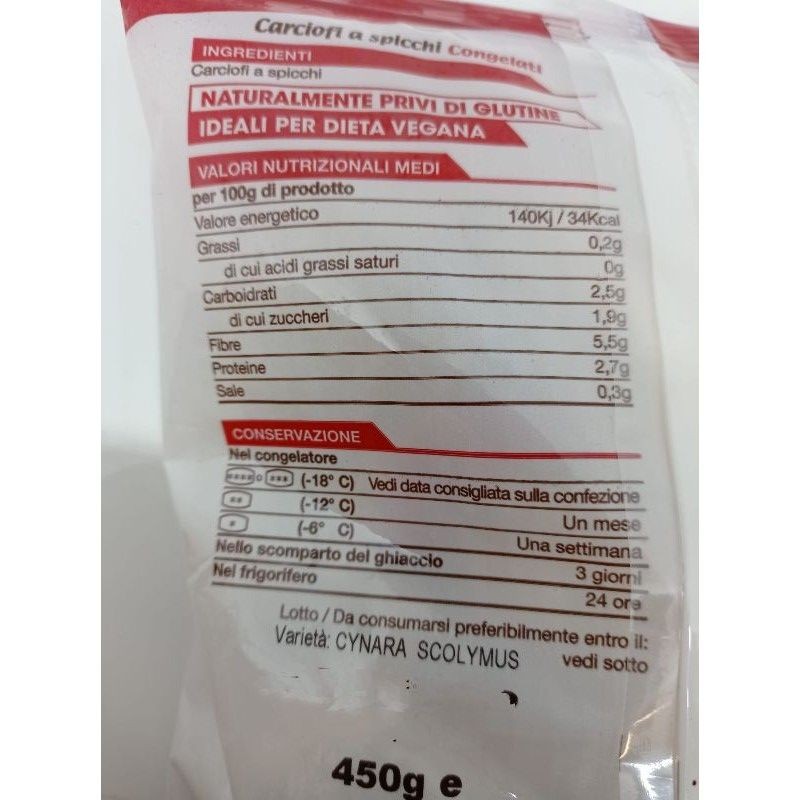 Carciofi a spicchi Congelati
INGREDIENTI
Carciofi a spicchi
NATURALMENTE PRIVI DI GLUTINE
IDEALI PER DIETA VEGANA
VALORI NUTRIZIONALI MEDI
per 100g di prodotto
Valore energetico 140Kj / 34Kcal
Grassi 0,2g
di cui acidi grassi saturi 0g
Carboidrati 2,5g
di cui zuccheri 1,9g
Fibre 5,5g
Proteine 2,7g
Sale 0,3g
CONSERVAZIONE
Nel congelatore
**** o *** (-18° C) Vedi data consigliata sulla confezione
** (-12° C) Un mese
* (-6° C) Una settimana
Nello scomparto del ghiaccio 3 giorni
Nel frigorifero 24 ore
Lotto / Da consumarsi preferibilmente entro il:
Varietà: CYNARA SCOLYMUS vedi sotto
450g e